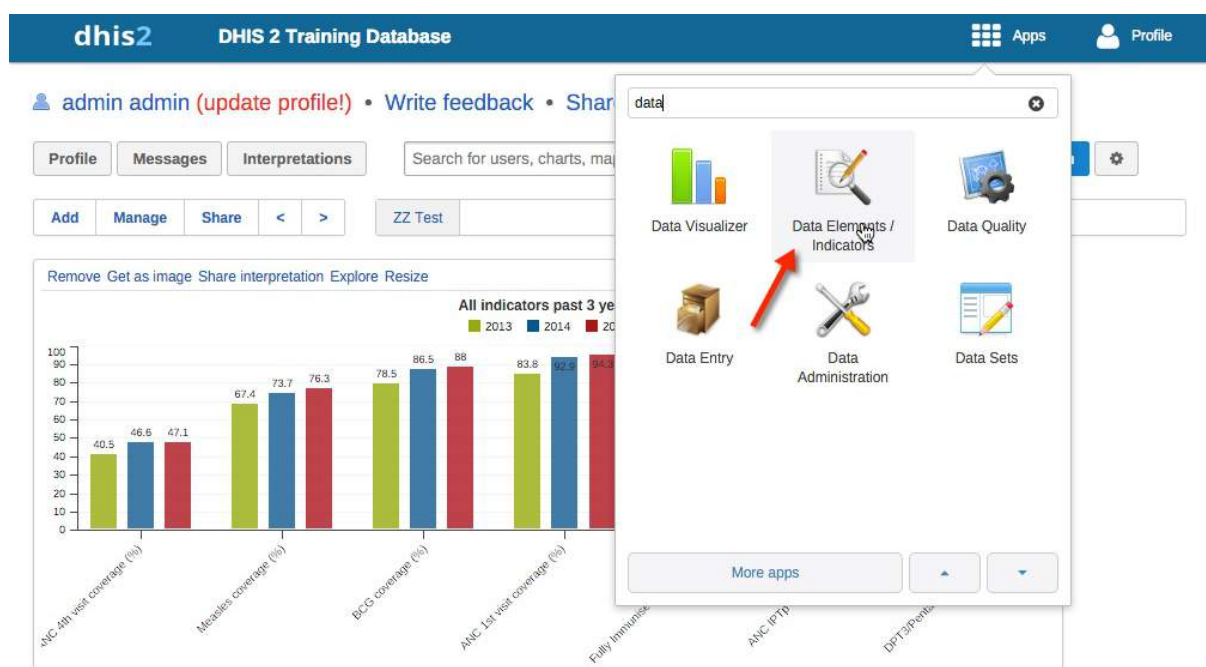 dhis2
DHIS 2 Training Database
Apps
Profile
admin admin (update profile!) • Write feedback • Shar
Profile
Messages
Interpretations
Search for users, charts, ma
Add
Manage
Share
<
>
ZZ Test
Remove Get as image Share interpretation Explore Resize
All indicators past 3 ye
2013
2014
20
100
90
80
70
60
50
40
30
20
10
0
40.5
46.6
47.1
67.4
73.7
76.3
78.5
86.5
88
83.8
92.9
94.3
ANC 4th visit coverage (%)
Measles coverage (%)
BCG coverage (%)
ANC 1st visit coverage (%)
Fully Immunise
ANC IPTp
DPT3/Penta
data
Data Visualizer
Data Elements /
Indicators
Data Quality
Data Entry
Data
Administration
Data Sets
More apps